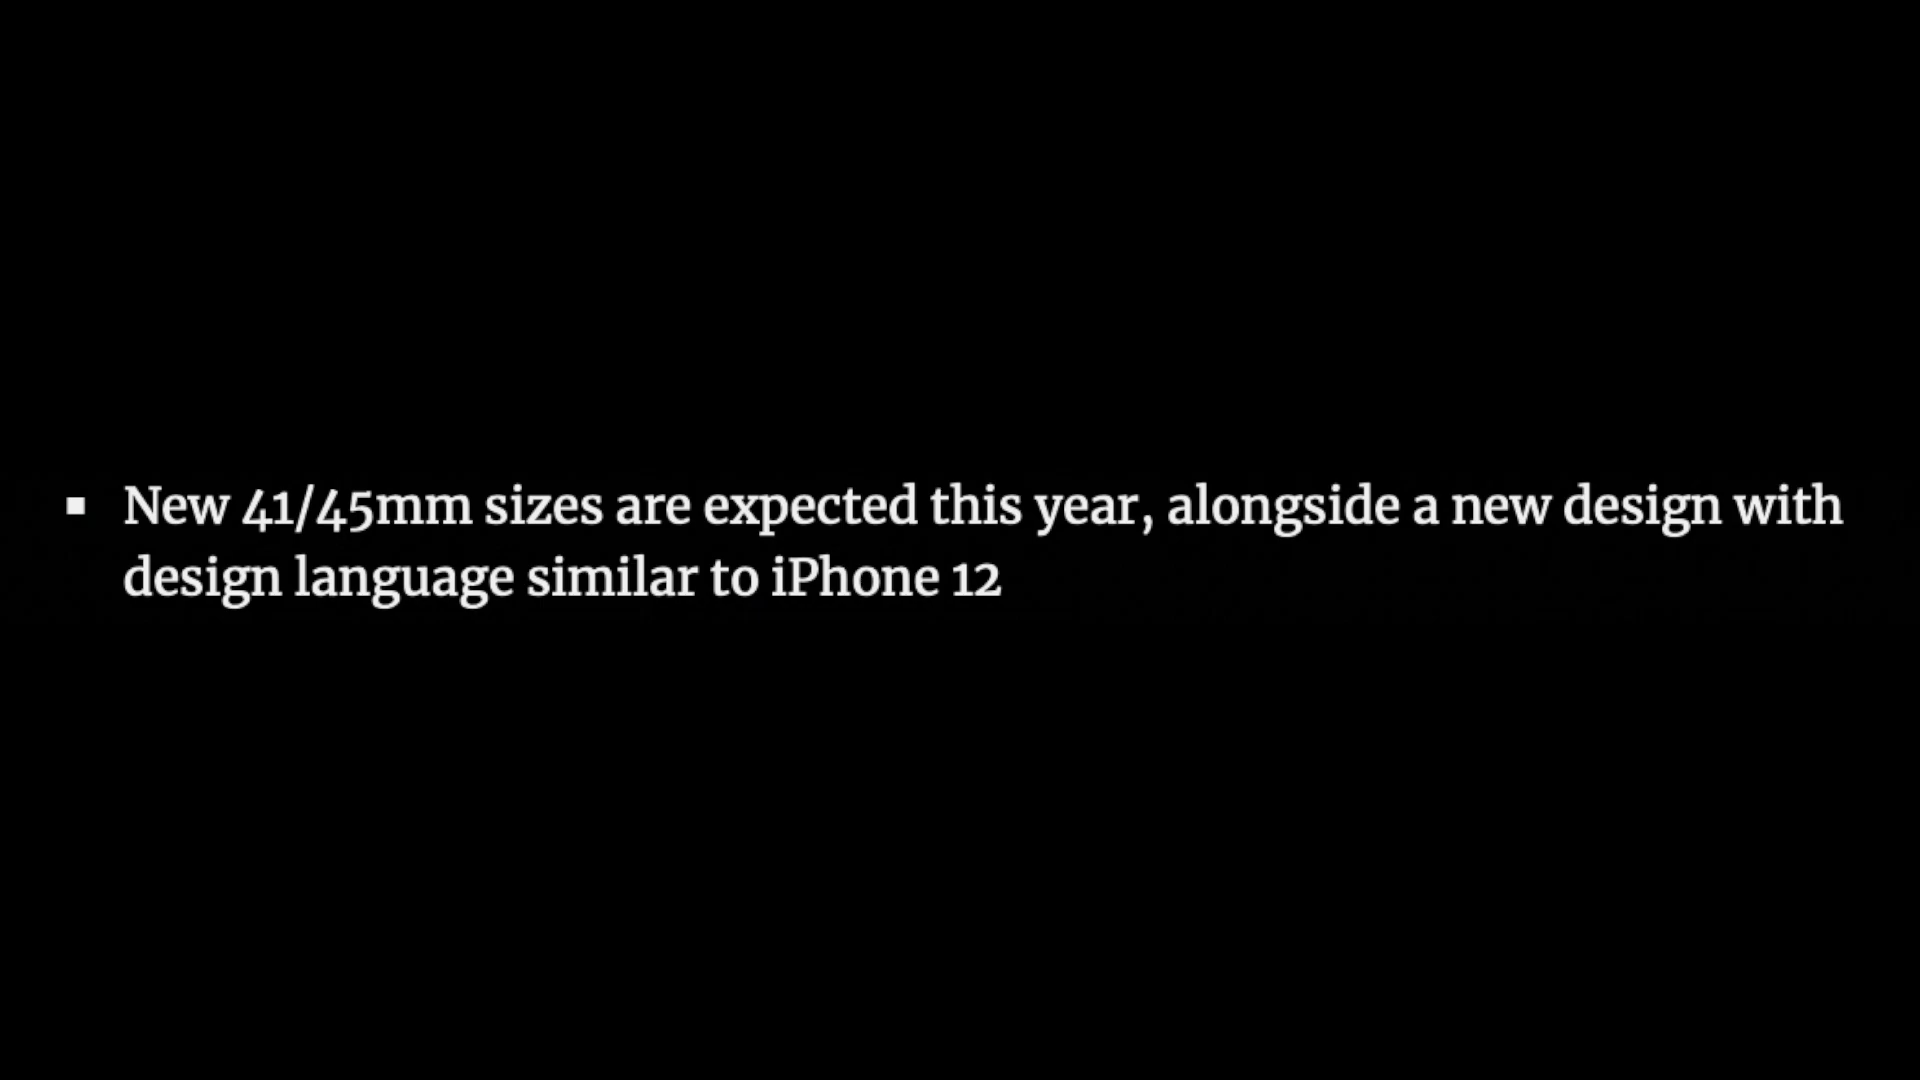 ▪ New 41/45mm sizes are expected this year, alongside a new design with
design language similar to iPhone 12